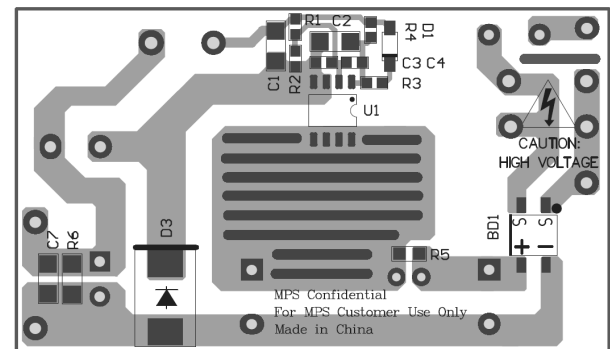 R1 C2
R4
D1
C1
R2
C3 C4
R3
U1
CAUTION:
HIGH VOLTAGE
C7
R6
D3
BD1
S
S
+
−
R5
MPS Confidential
For MPS Customer Use Only
Made in China